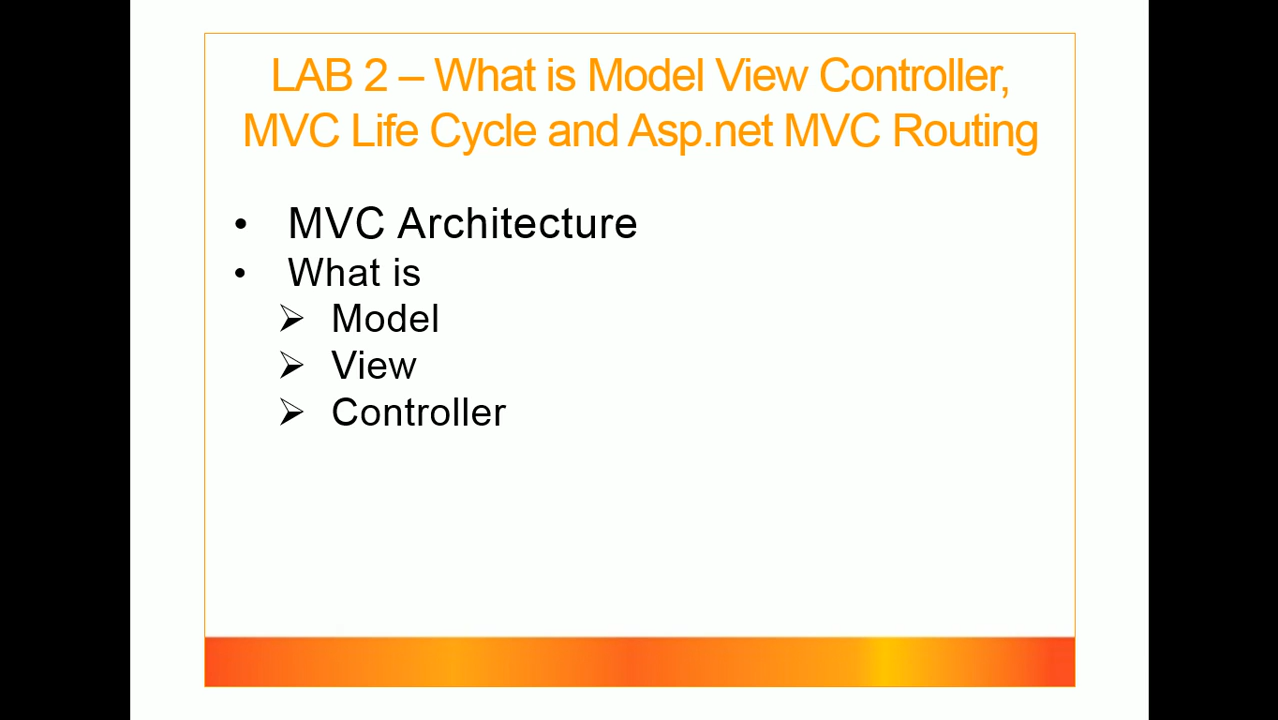 LAB 2 – What is Model View Controller,
MVC Life Cycle and Asp.net MVC Routing
• MVC Architecture
• What is
➢ Model
➢ View
➢ Controller